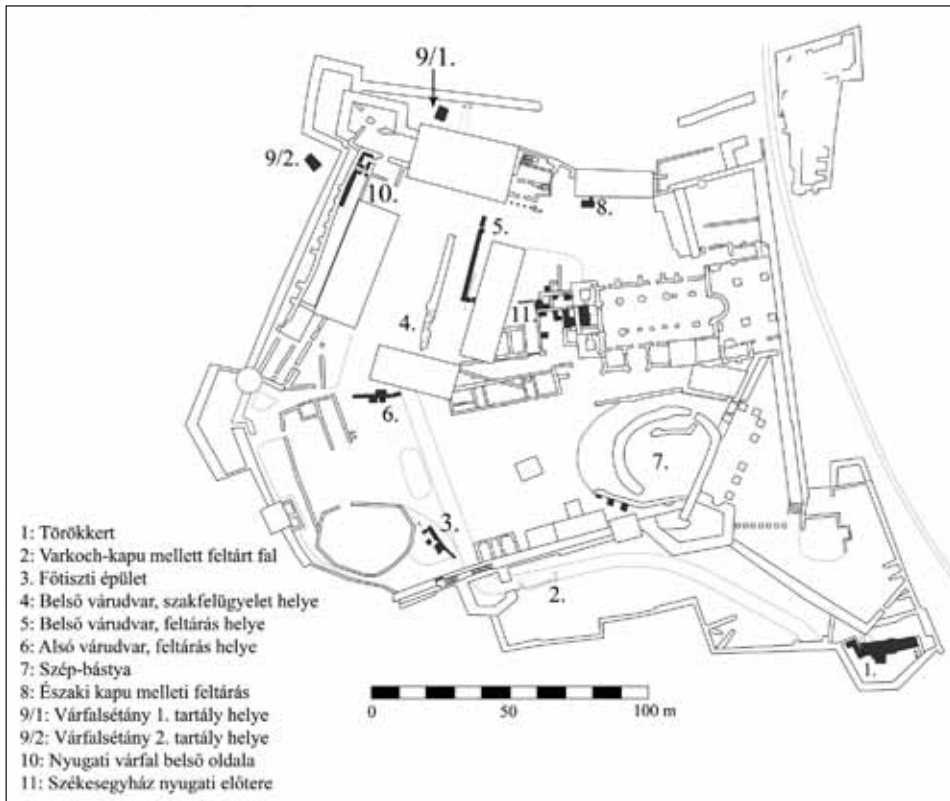 9/1.
9/2.
10.
8.
5.
11.
4.
6.
7.
3.
2.
1.
1: Törökkert
2: Varkoch-kapu mellett feltárt fal
3. Főtiszti épület
4: Belső várudvar, szakfelügyelet helye
5: Belső várudvar, feltárás helye
6: Alsó várudvar, feltárás helye
7: Szép-bástya
8: Északi kapu melleti feltárás
9/1: Várfalsétány 1. tartály helye
9/2: Várfalsétány 2. tartály helye
10: Nyugati várfal belső oldala
11: Székesegyház nyugati előtere
0 50 100 m